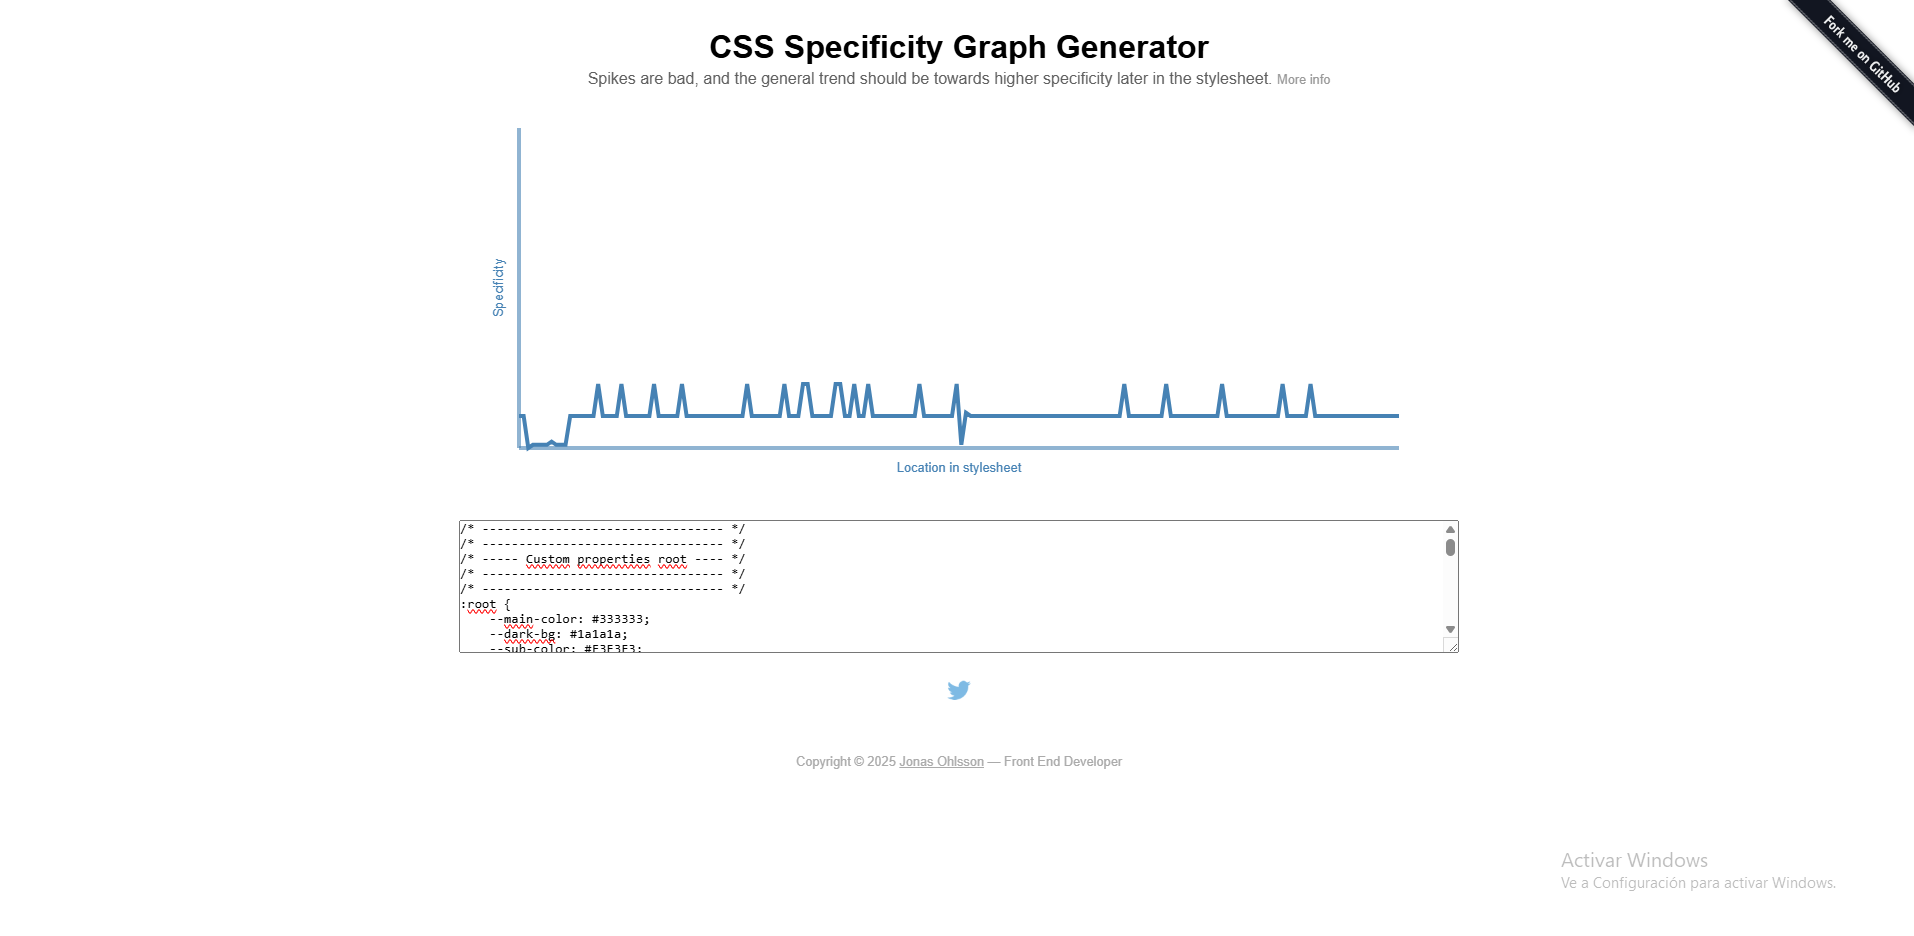 CSS Specificity Graph Generator
Spikes are bad, and the general trend should be towards higher specificity later in the stylesheet. More info
Fork me on GitHub
Specificity
Location in stylesheet
/* --------------------------------- */
/* --------------------------------- */
/* ----- Custom properties root ---- */
/* --------------------------------- */
/* --------------------------------- */
:root {
    --main-color: #333333;
    --dark-bg: #1a1a1a;
    --sub-color: #F3F3F3;
Copyright © 2025 Jonas Ohlsson — Front End Developer
Activar Windows
Ve a Configuración para activar Windows.